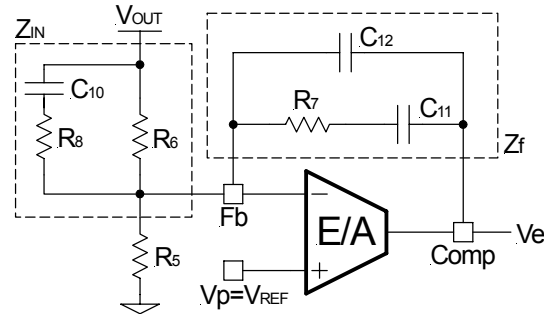 ZIN
VOUT
C12
C10
R7
C11
R8
R6
Zf
Fb
E/A
R5
Comp
Ve
Vp=VREF